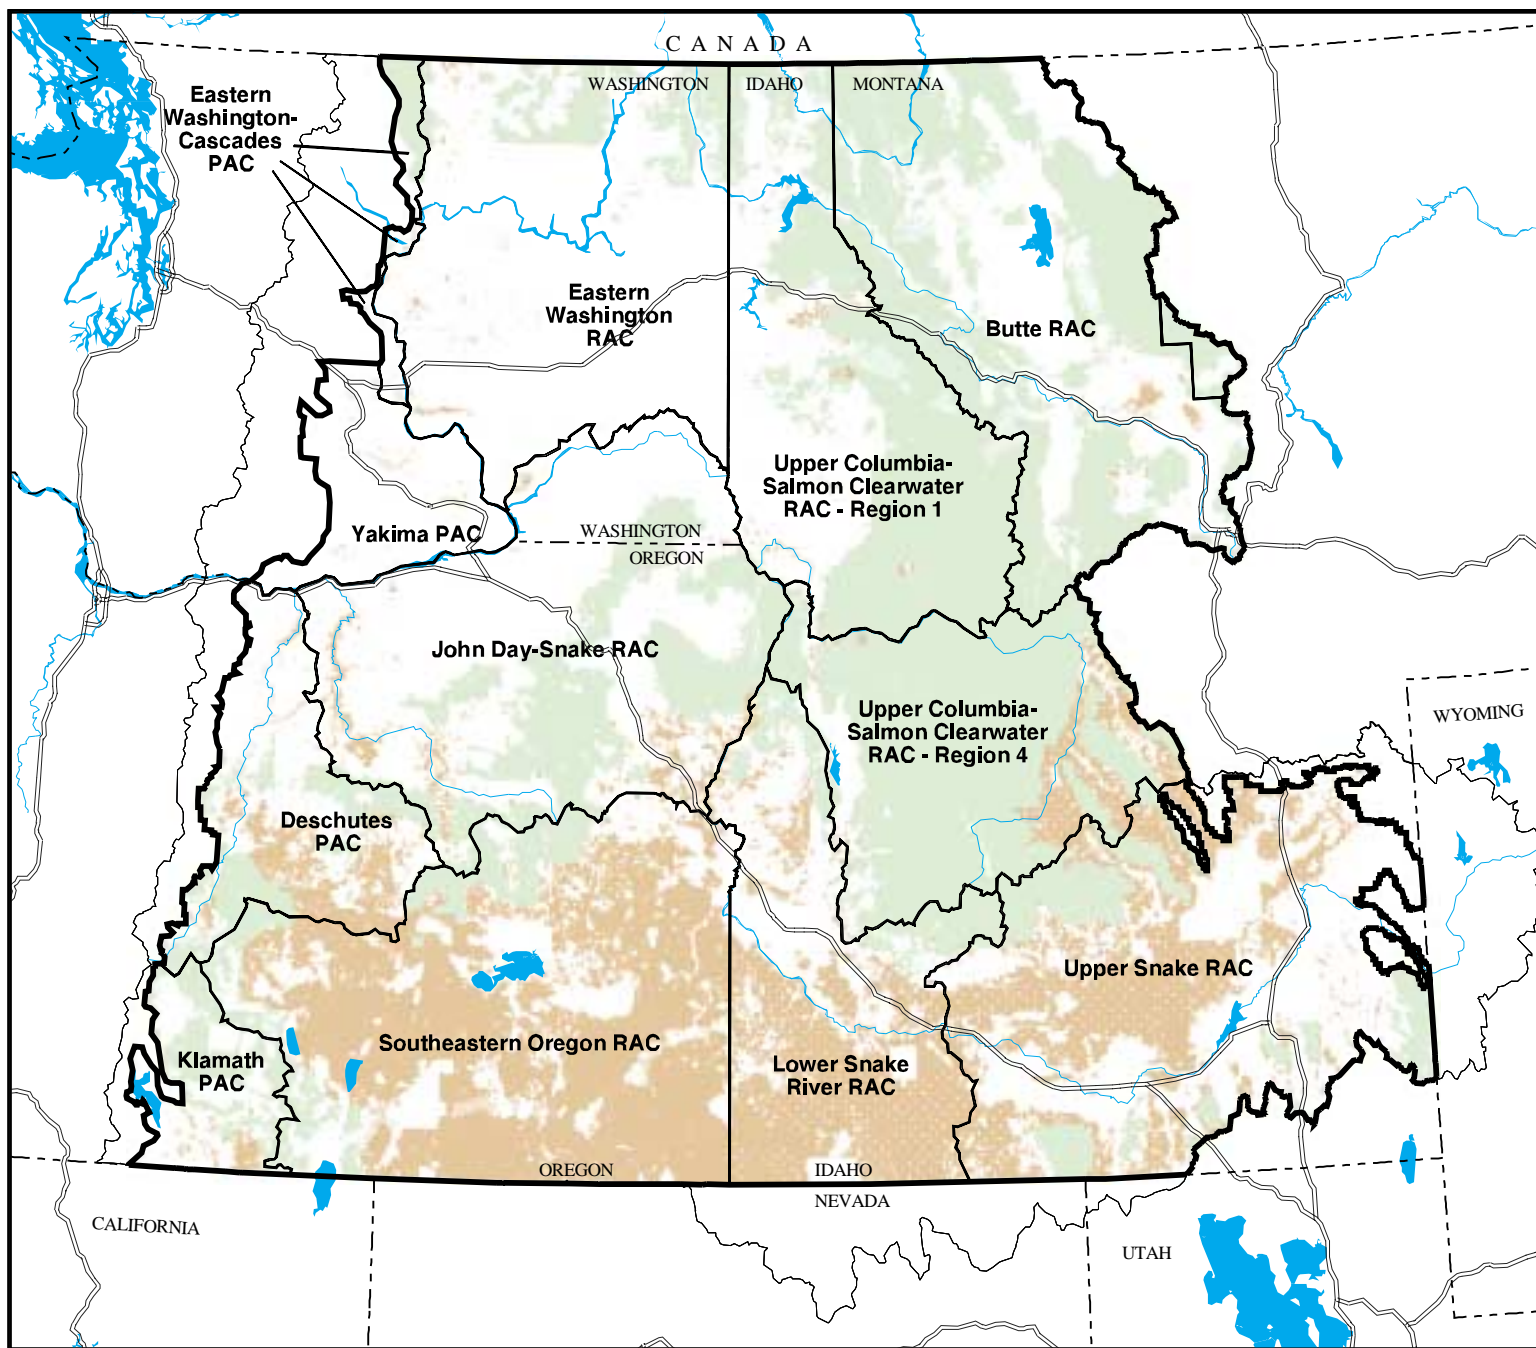 C A N A D A
WASHINGTON
IDAHO
MONTANA
Eastern
Washington-
Cascades
PAC
Eastern
Washington
RAC
Butte RAC
Upper Columbia-
Salmon Clearwater
RAC - Region 1
Yakima PAC
WASHINGTON
OREGON
John Day-Snake RAC
Upper Columbia-
Salmon Clearwater
RAC - Region 4
WYOMING
Deschutes
PAC
Upper Snake RAC
Southeastern Oregon RAC
Klamath
PAC
Lower Snake
River RAC
OREGON
IDAHO
NEVADA
CALIFORNIA
UTAH